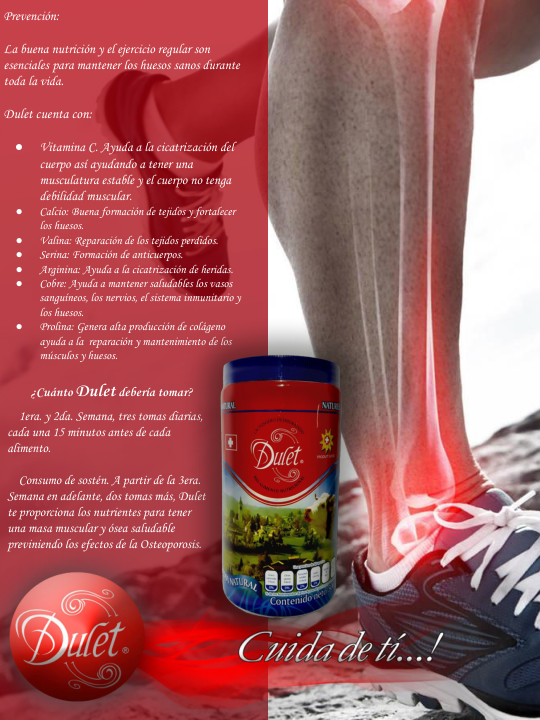 Prevención:
La buena nutrición y el ejercicio regular son
esenciales para mantener los huesos sanos durante
toda la vida.
Dulet cuenta con:
● Vitamina C. Ayuda a la cicatrización del
cuerpo así ayudando a tener una
musculatura estable y el cuerpo no tenga
debilidad muscular.
● Calcio: Buena formación de tejidos y fortalecer
los huesos.
● Valina: Reparación de los tejidos perdidos.
● Serina: Formación de anticuerpos.
● Arginina: Ayuda a la cicatrización de heridas.
● Cobre: Ayuda a mantener saludables los vasos
sanguíneos, los nervios, el sistema inmunitario y
los huesos.
● Prolina: Genera alta producción de colágeno
ayuda a la reparación y mantenimiento de los
músculos y huesos.
¿Cuánto Dulet debería tomar?
1era. y 2da. Semana, tres tomas diarias,
cada una 15 minutos antes de cada
alimento.
Consumo de sostén. A partir de la 3era.
Semana en adelante, dos tomas más, Dulet
te proporciona los nutrientes para tener
una masa muscular y ósea saludable
previniendo los efectos de la Osteoporosis.
Dulet®
NATURAL
Contenido neto
Dulet®
Cuida de tí...!